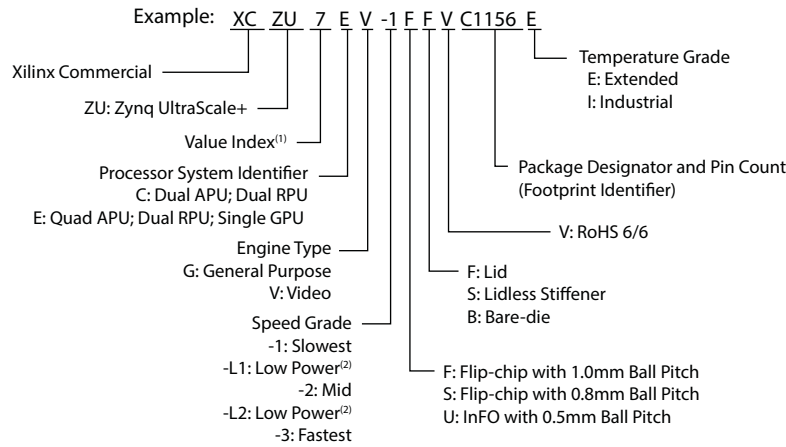 Example: XC ZU 7 E V -1 F F V C1156 E
Xilinx Commercial
ZU: Zynq UltraScale+
Value Index(1)
Processor System Identifier
C: Dual APU; Dual RPU
E: Quad APU; Dual RPU; Single GPU
Engine Type
G: General Purpose
V: Video
Speed Grade
-1: Slowest
-L1: Low Power(2)
-2: Mid
-L2: Low Power(2)
-3: Fastest
Temperature Grade
E: Extended
I: Industrial
Package Designator and Pin Count
(Footprint Identifier)
V: RoHS 6/6
F: Lid
S: Lidless Stiffener
B: Bare-die
F: Flip-chip with 1.0mm Ball Pitch
S: Flip-chip with 0.8mm Ball Pitch
U: InFO with 0.5mm Ball Pitch